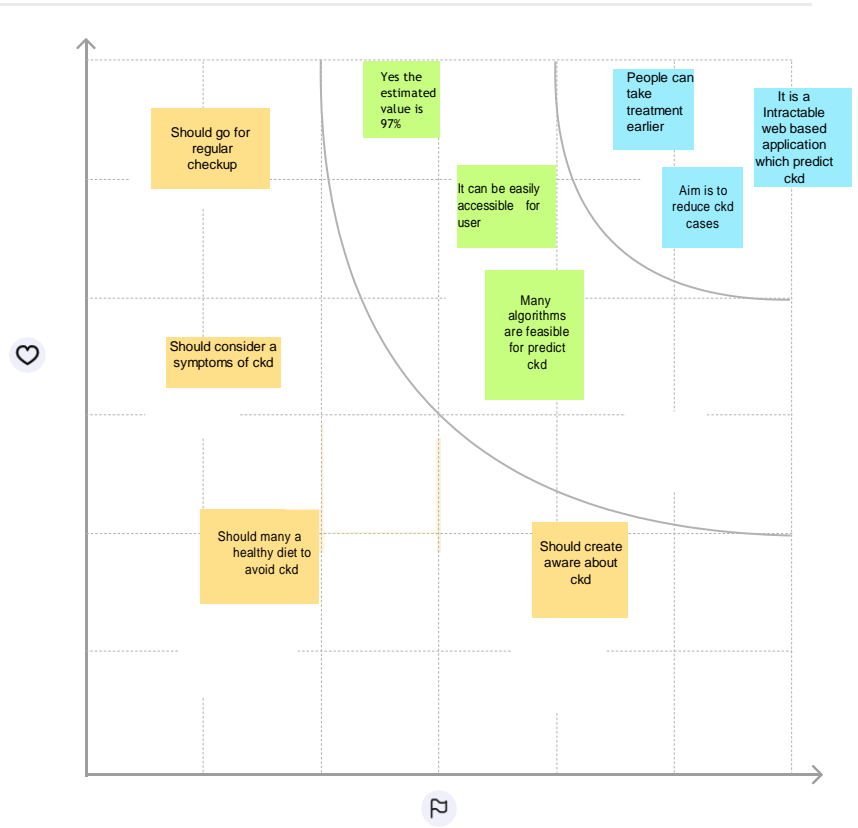 Should go for
regular
checkup
Yes the
estimated
value is
97%
People can
take
treatment
earlier
It is a
Intractable
web based
application
which predict
ckd
It can be easily
accessible for
user
Aim is to
reduce ckd
cases
Many
algorithms
are feasible
for predict
ckd
Should consider a
symptoms of ckd
Should many a
healthy diet to
avoid ckd
Should create
aware about
ckd